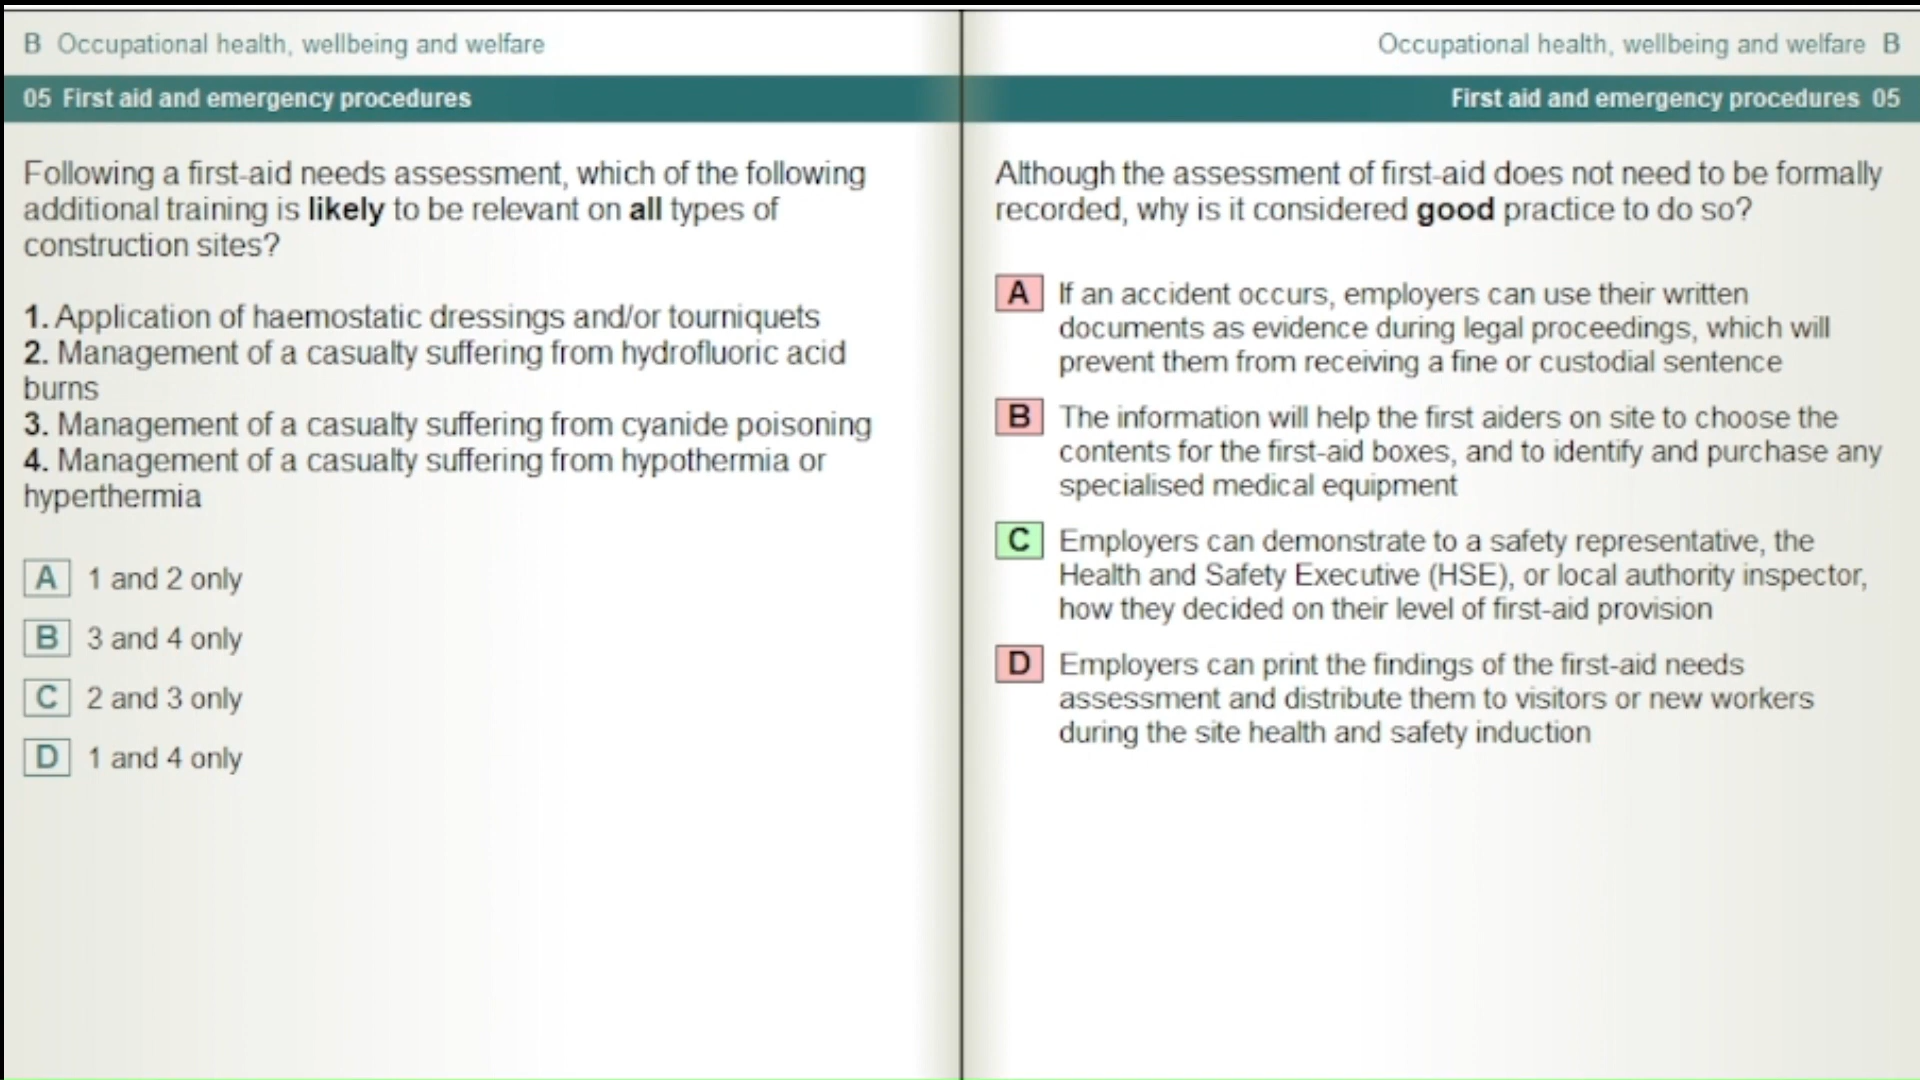 B Occupational health, wellbeing and welfare
05 First aid and emergency procedures
Following a first-aid needs assessment, which of the following
additional training is likely to be relevant on all types of
construction sites?
1. Application of haemostatic dressings and/or tourniquets
2. Management of a casualty suffering from hydrofluoric acid
burns
3. Management of a casualty suffering from cyanide poisoning
4. Management of a casualty suffering from hypothermia or
hyperthermia
A 1 and 2 only
B 3 and 4 only
C 2 and 3 only
D 1 and 4 only
Occupational health, wellbeing and welfare B
First aid and emergency procedures 05
Although the assessment of first-aid does not need to be formally
recorded, why is it considered good practice to do so?
A If an accident occurs, employers can use their written
documents as evidence during legal proceedings, which will
prevent them from receiving a fine or custodial sentence
B The information will help the first aiders on site to choose the
contents for the first-aid boxes, and to identify and purchase any
specialised medical equipment
C Employers can demonstrate to a safety representative, the
Health and Safety Executive (HSE), or local authority inspector,
how they decided on their level of first-aid provision
D Employers can print the findings of the first-aid needs
assessment and distribute them to visitors or new workers
during the site health and safety induction